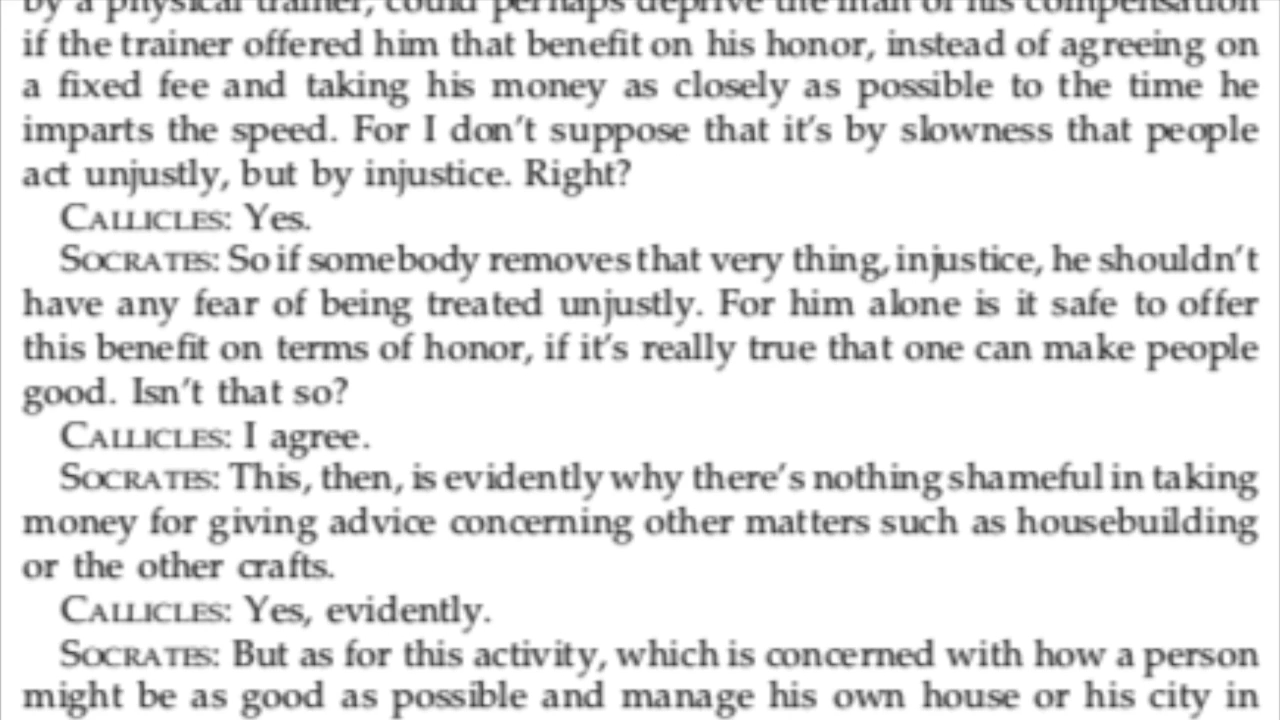 by a physical trainer, could perhaps deprive the man of his compensation
if the trainer offered him that benefit on his honor, instead of agreeing on
a fixed fee and taking his money as closely as possible to the time he
imparts the speed. For I don't suppose that it's by slowness that people
act unjustly, but by injustice. Right?
CALLICLES: Yes.
SOCRATES: So if somebody removes that very thing, injustice, he shouldn't
have any fear of being treated unjustly. For him alone is it safe to offer
this benefit on terms of honor, if it's really true that one can make people
good. Isn't that so?
CALLICLES: I agree.
SOCRATES: This, then, is evidently why there's nothing shameful in taking
money for giving advice concerning other matters such as housebuilding
or the other crafts.
CALLICLES: Yes, evidently.
SOCRATES: But as for this activity, which is concerned with how a person
might be as good as possible and manage his own house or his city in